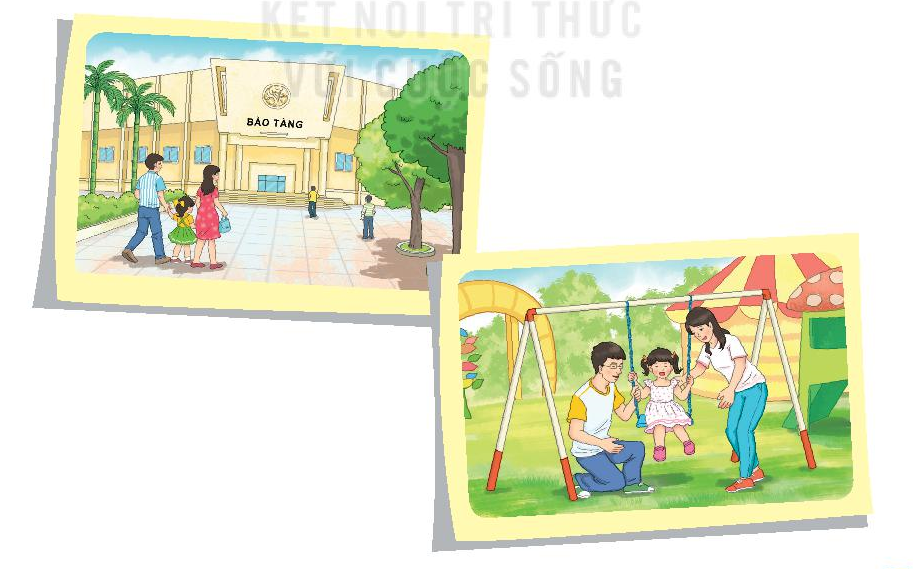 KẾT NỐI TRI THỨC
VỚI CUỘC SỐNG
BẢO TÀNG